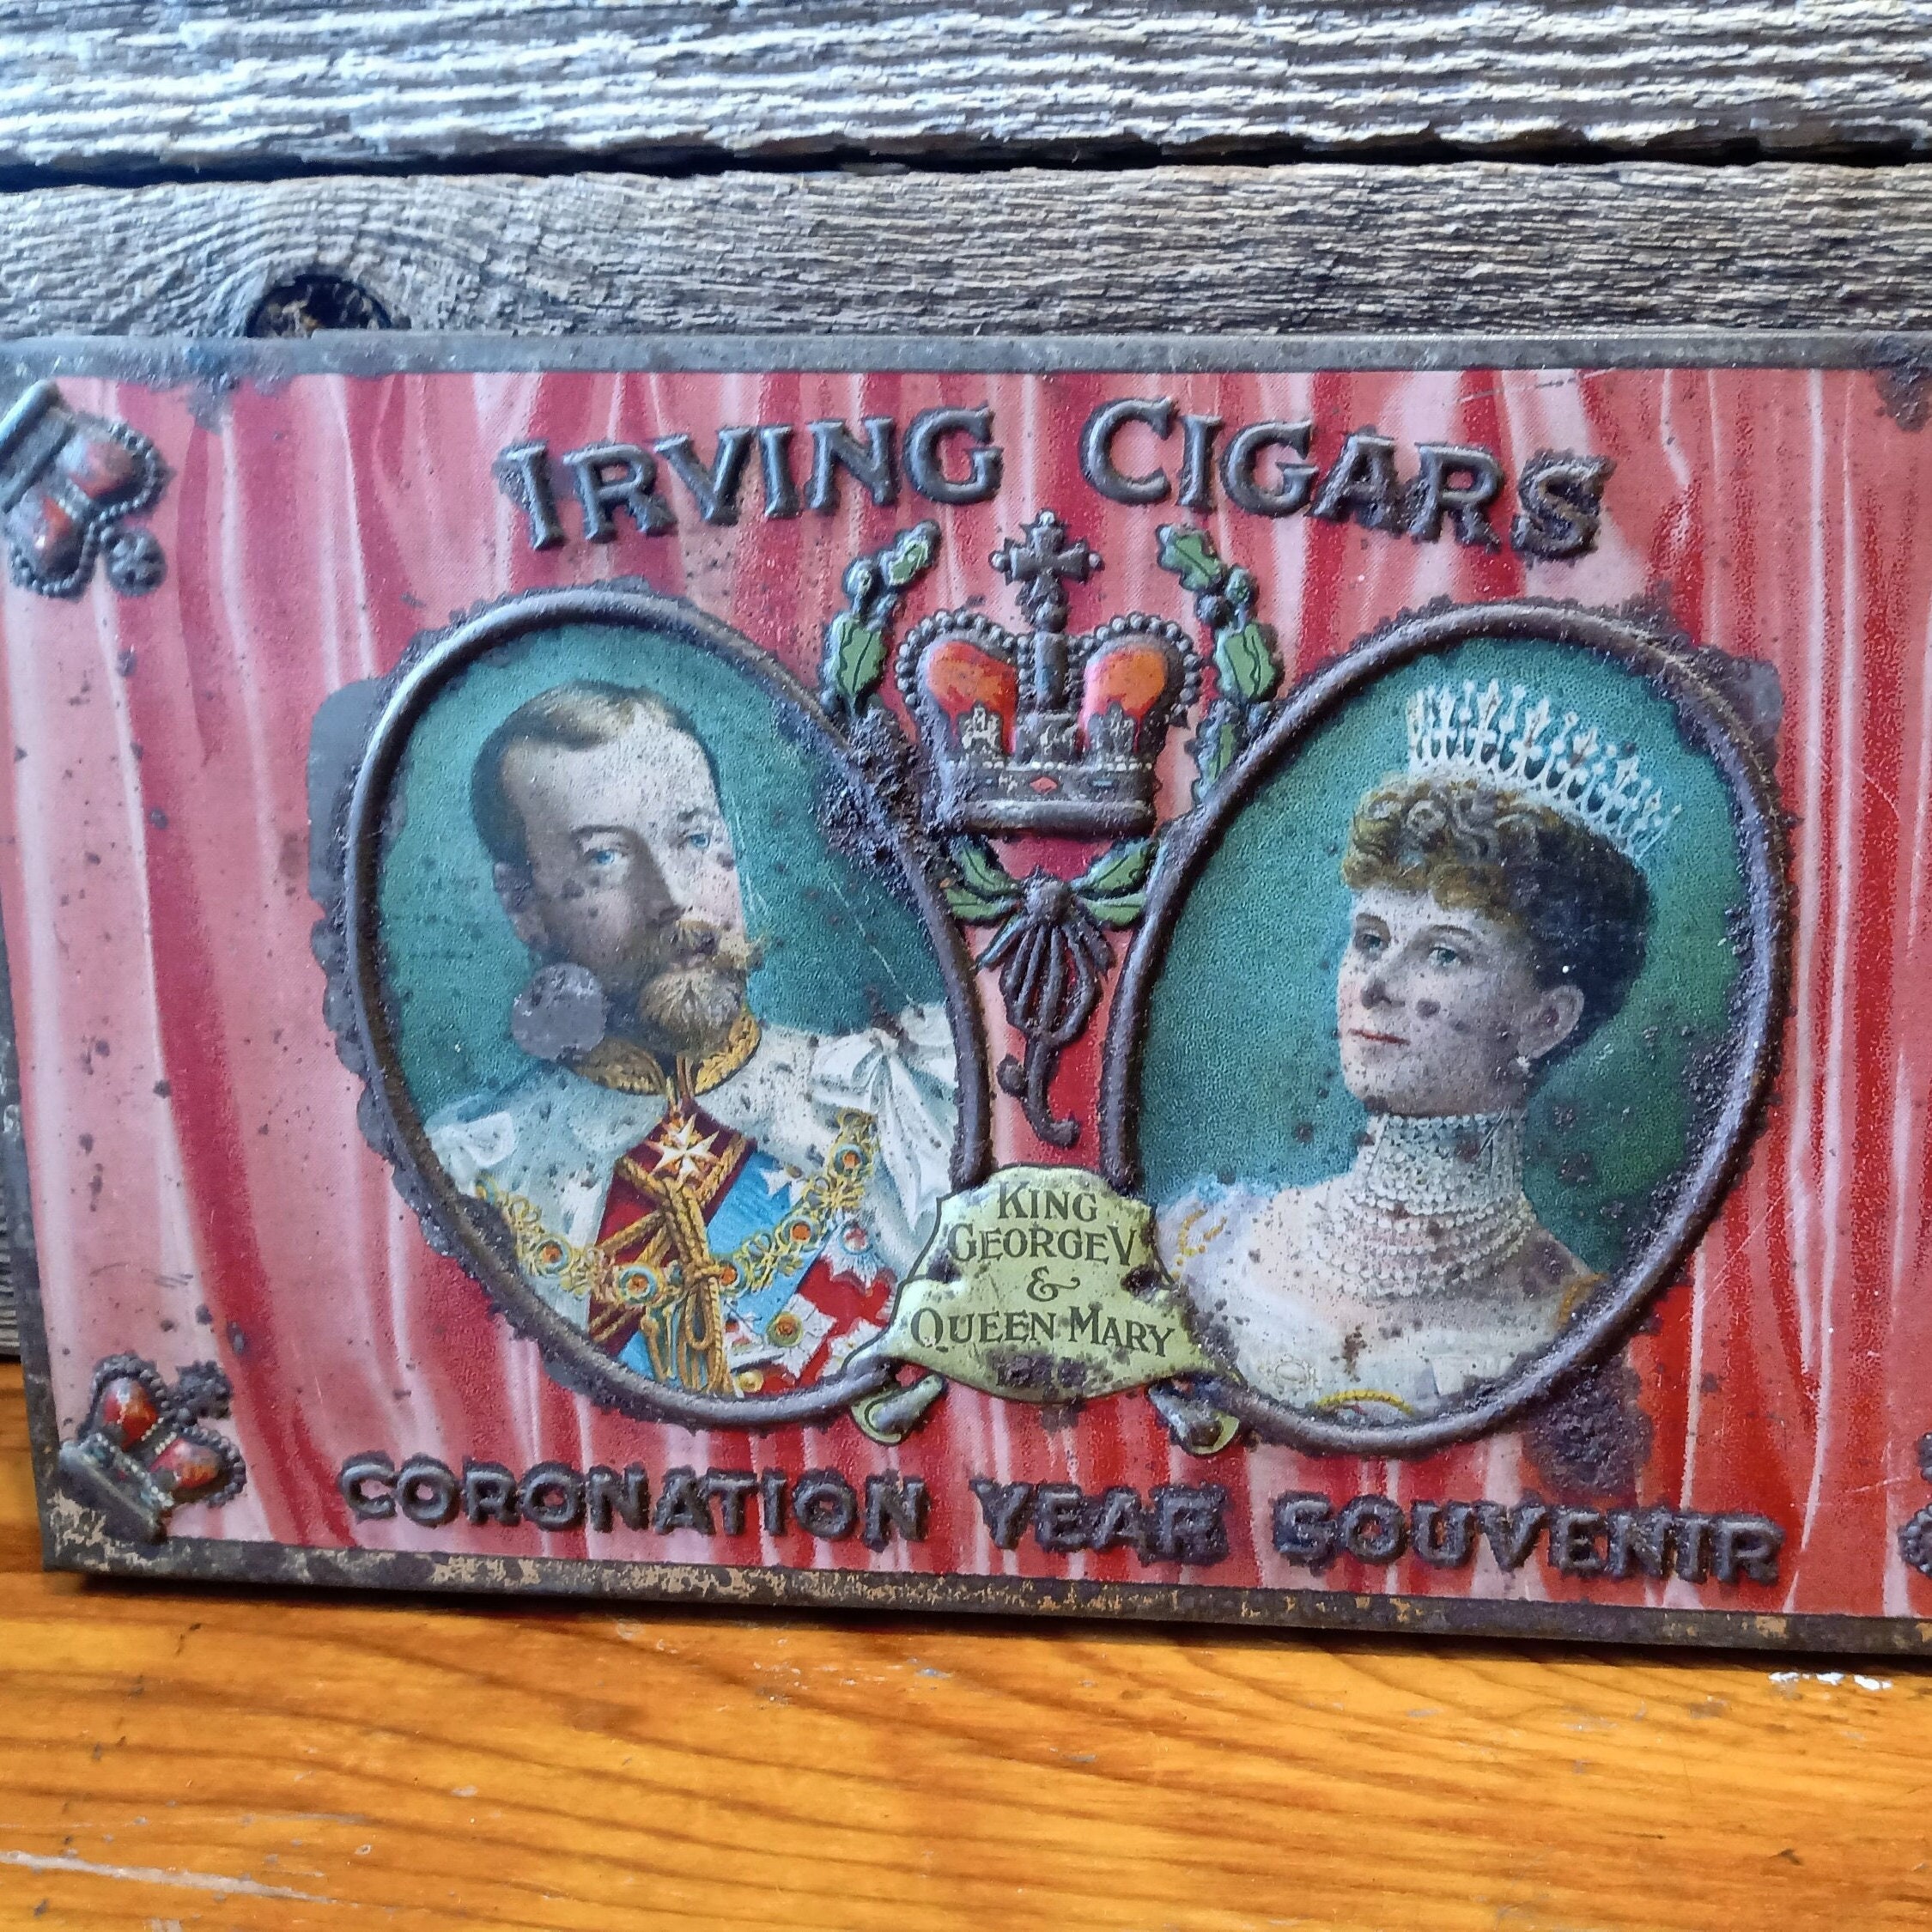 IRVING CIGARS
KING
GEORGE V
&
QUEEN MARY
CORONATION YEAR SOUVENIR